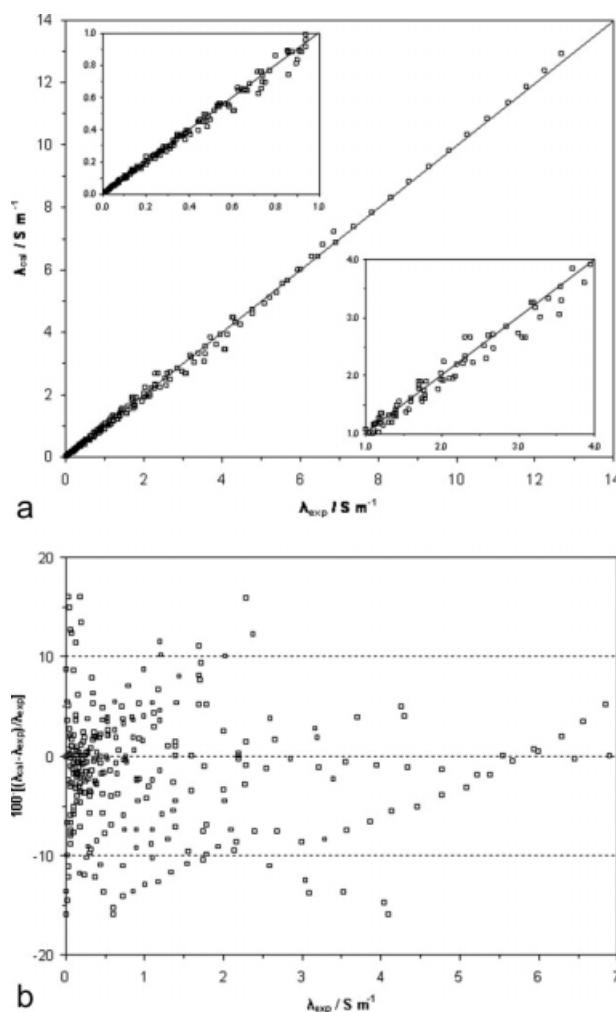 14
12
10
8
6
4
2
0
λcal / S m⁻¹
1.0
0.8
0.6
0.4
0.2
0.0
0.0 0.2 0.4 0.6 0.8 1.0
4.0
3.0
2.0
1.0
1.0 2.0 3.0 4.0
0 2 4 6 8 10 12 14
a
λexp / S m⁻¹
20
10
0
-10
-20
100*[(λcal-λexp)/λexp]
0 1 2 3 4 5 6 7
b
λexp / S m⁻¹